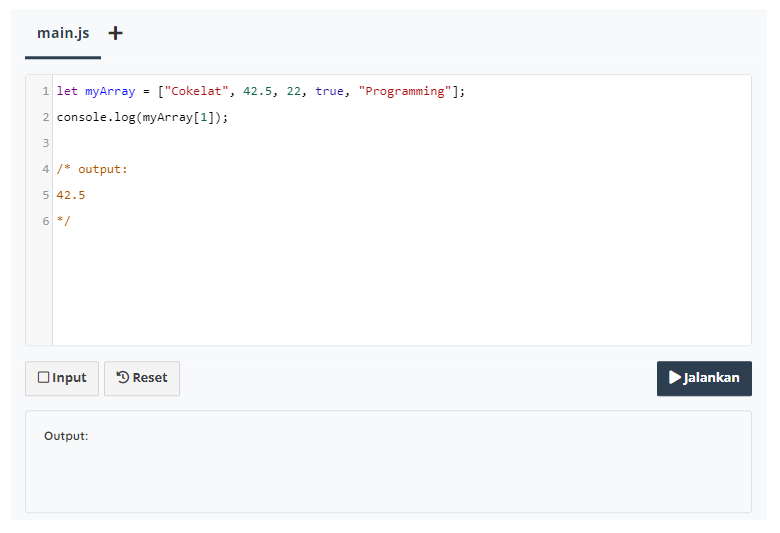 main.js +
1 let myArray = ["Cokelat", 42.5, 22, true, "Programming"];
2 console.log(myArray[1]);
3
4 /* output:
5 42.5
6 */
Input Reset Jalankan
Output: